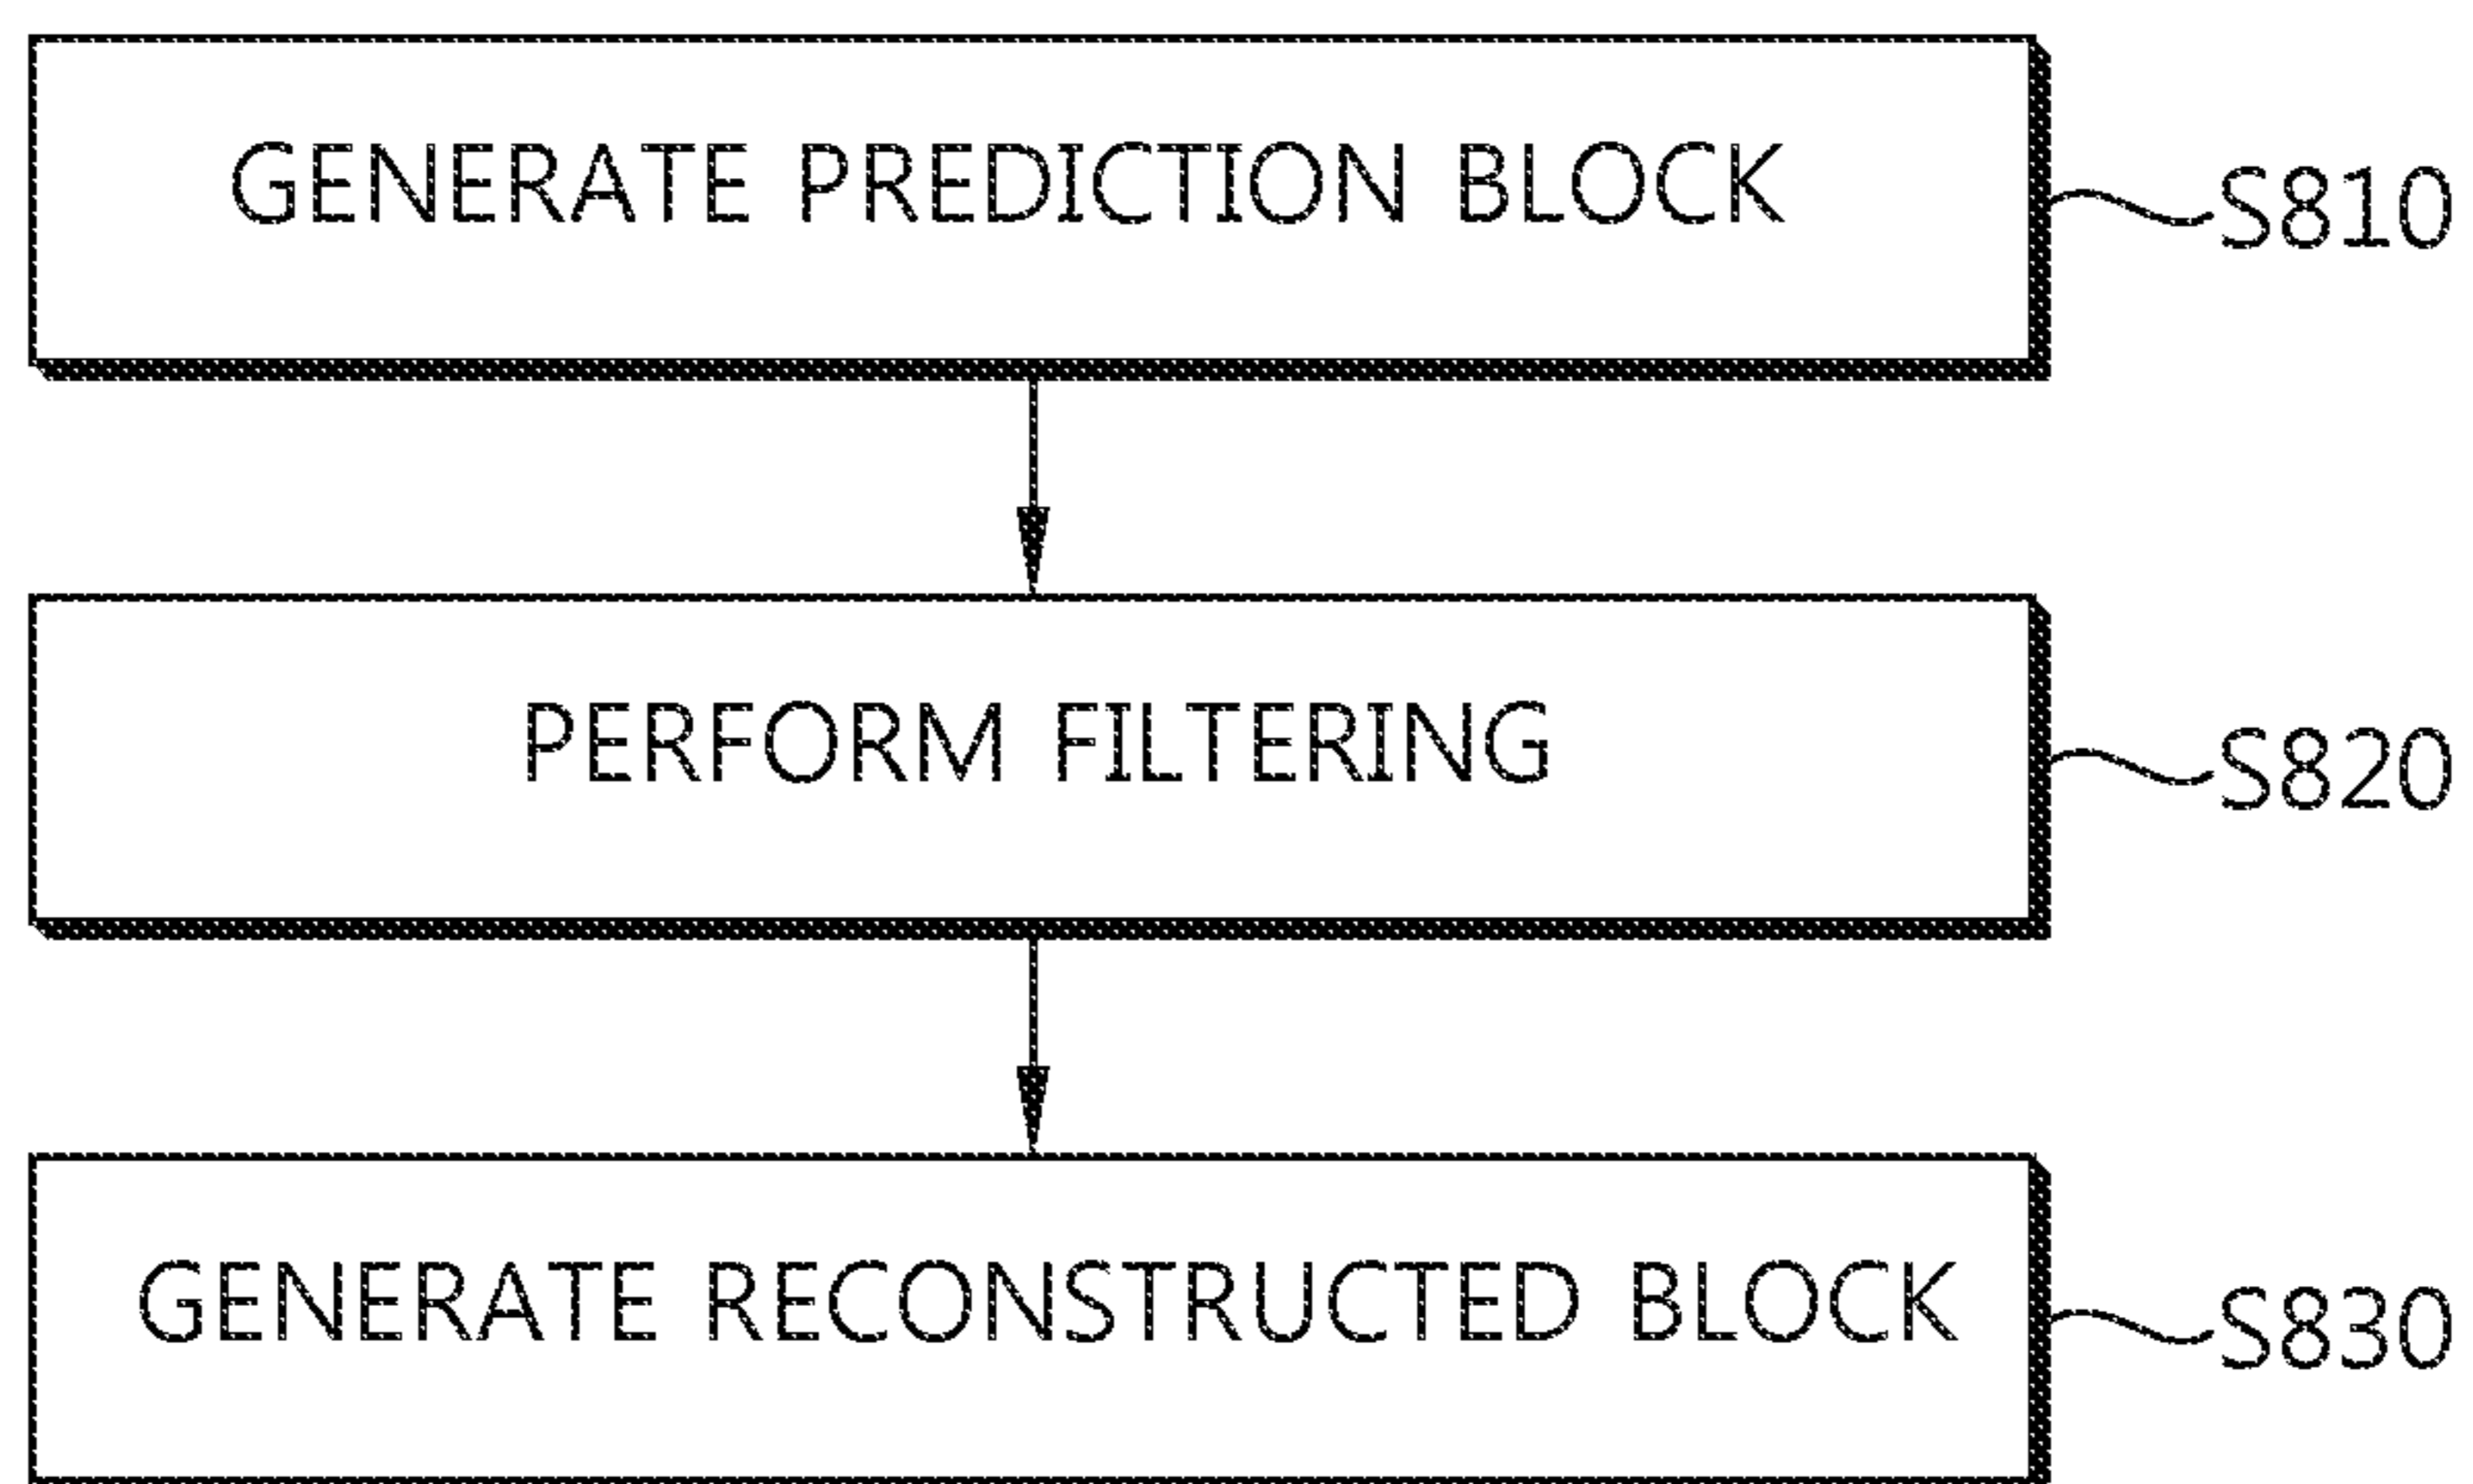 GENERATE PREDICTION BLOCK
S810
PERFORM FILTERING
S820
GENERATE RECONSTRUCTED BLOCK
S830